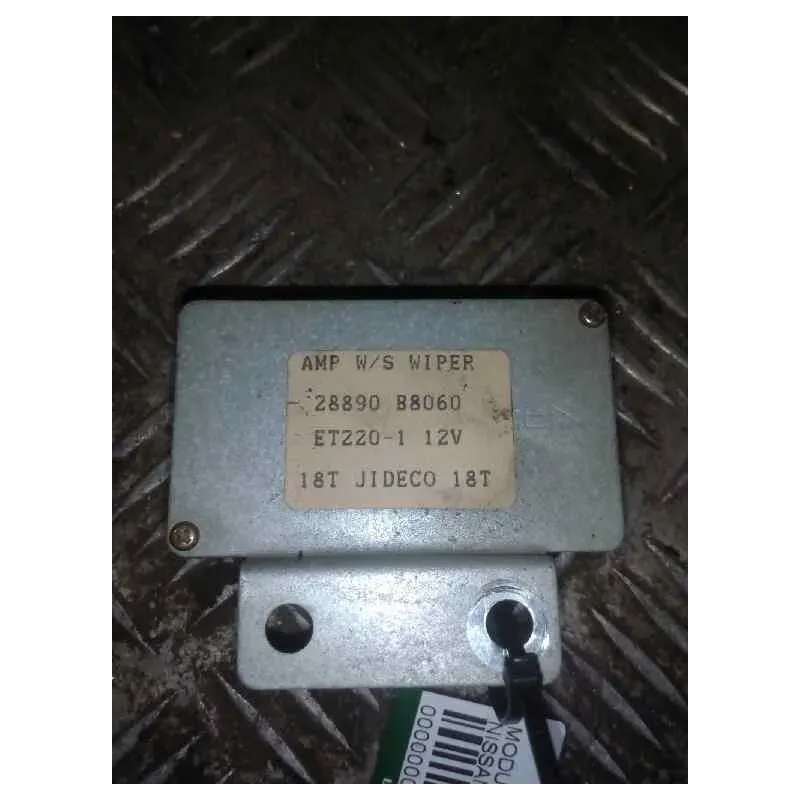 AMP W/S WIPER
28890 B8060
ET220-1 12V
18T JIDECO 18T